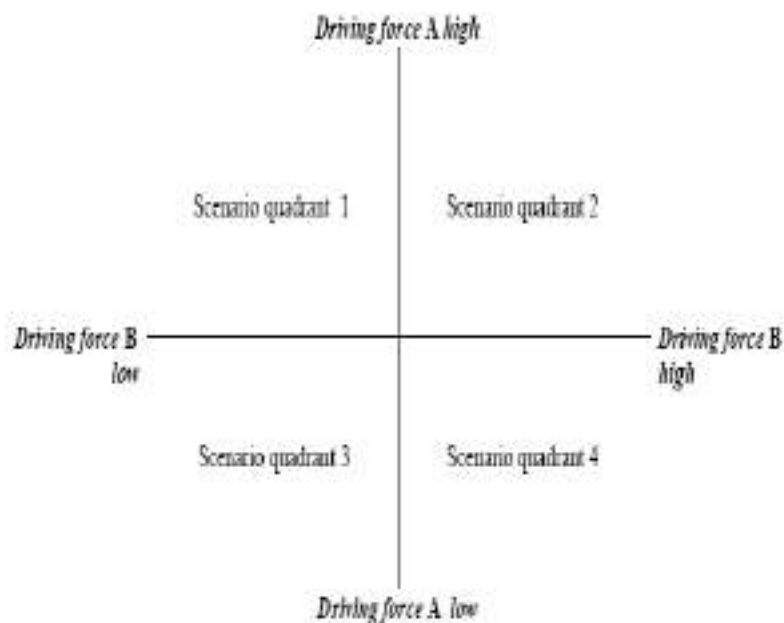 Driving force A high
Scenario quadrant 1
Scenario quadrant 2
Driving force B
low
Driving force B
high
Scenario quadrant 3
Scenario quadrant 4
Driving force A low